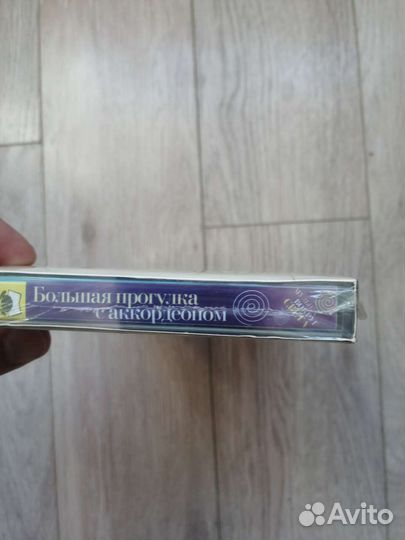 Большая прогулка
с аккордеоном
Avito